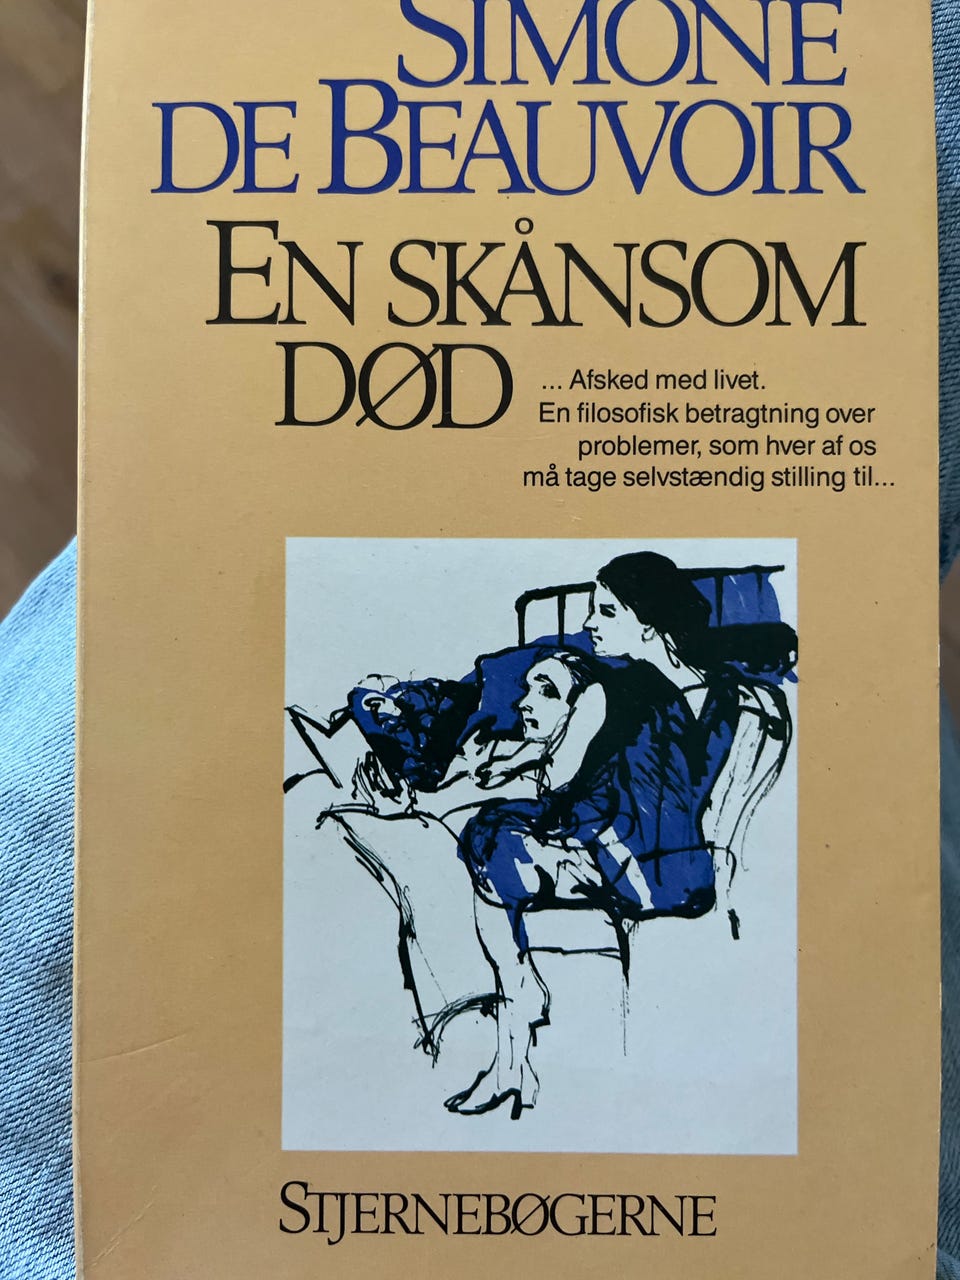 SIMONE
DE BEAUVOIR
EN SKÅNSOM
DØD
... Afsked med livet.
En filosofisk betragtning over
problemer, som hver af os
må tage selvstændig stilling til...
STJERNEBØGERNE